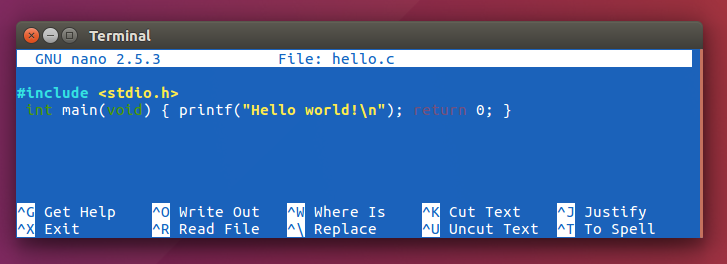 Terminal
GNU nano 2.5.3 File: hello.c
#include <stdio.h>
int main(void) { printf("Hello world!\n"); return 0; }
^G Get Help ^O Write Out ^W Where Is ^K Cut Text ^J Justify
^X Exit ^R Read File ^\ Replace ^U Uncut Text ^T To Spell